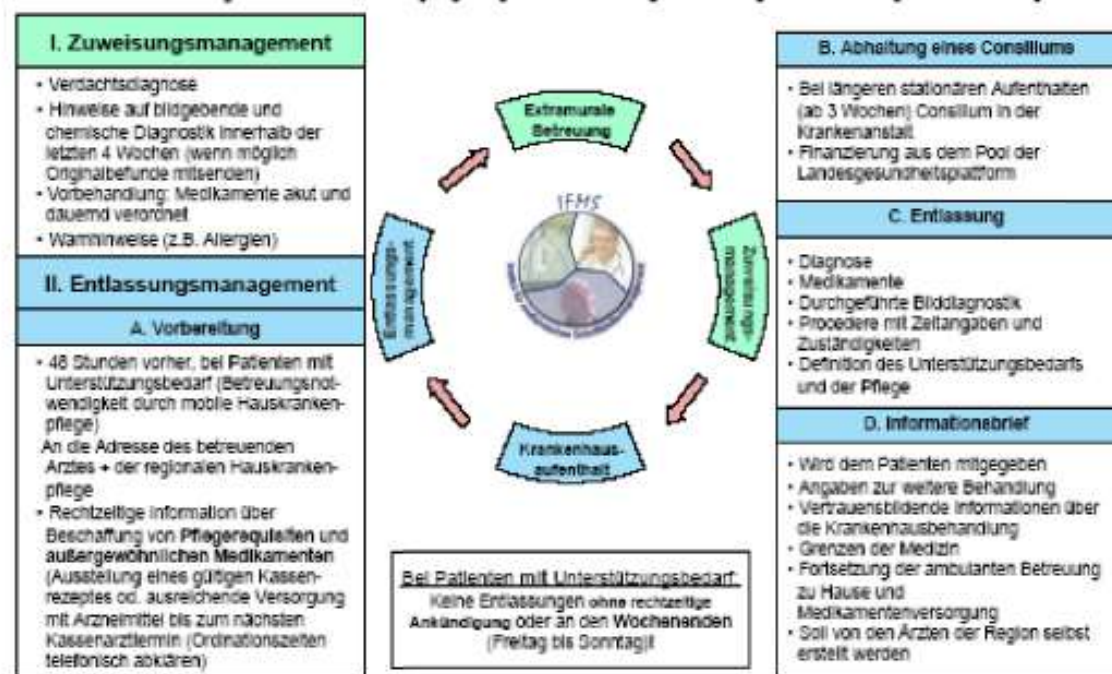 I. Zuweisungsmanagement
• Verdachtsdiagnose
• Hinweise auf bildgebende und
chemische Diagnostik innerhalb der
letzten 4 Wochen (wenn möglich
Originalbefunde mitsenden)
• Vorbehandlung: Medikamente akut und
dauernd verordnet
• Warnhinweise (z.B. Allergien)
II. Entlassungsmanagement
A. Vorbereitung
• 48 Stunden vorher, bei Patienten mit
Unterstützungsbedarf (Betreuungsnot-
wendigkeit durch mobile Hauskranken-
pflege)
An die Adresse des betreuenden
Arztes + der regionalen Hauskranken-
pflege
• Rechtzeitige Information über
Beschaffung von Pflegerequisiten und
außergewöhnlichen Medikamenten
(Ausstellung eines gültigen Kassen-
rezeptes od. ausreichende Versorgung
mit Arzneimittel bis zum nächsten
Kassenarzttermin (Ordinationszeiten
telefonisch abklären)
Extramurale
Betreuung
IFMS
Zuweisungs-
management
Entlassungs-
management
Krankenhaus-
aufenthalt
Bei Patienten mit Unterstützungsbedarf:
Keine Entlassungen ohne rechtzeitige
Ankündigung oder an den Wochenenden
(Freitag bis Sonntag)!
B. Abhaltung eines Consiliums
• Bei längeren stationären Aufenthalten
(ab 3 Wochen) Consilium in der
Krankenanstalt
• Finanzierung aus dem Pool der
Landesgesundheitsplattform
C. Entlassung
• Diagnose
• Medikamente
• Durchgeführte Bilddiagnostik
• Procedere mit Zeitangaben und
Zuständigkeiten
• Definition des Unterstützungsbedarfs
und der Pflege
D. Informationsbrief
• Wird dem Patienten mitgegeben
• Angaben zur weitere Behandlung
• Vertrauensbildende Informationen über
die Krankenhausbehandlung
• Grenzen der Medizin
• Fortsetzung der ambulanten Betreuung
zu Hause und
Medikamentenversorgung
• Soll von den Ärzten der Region selbst
erstellt werden